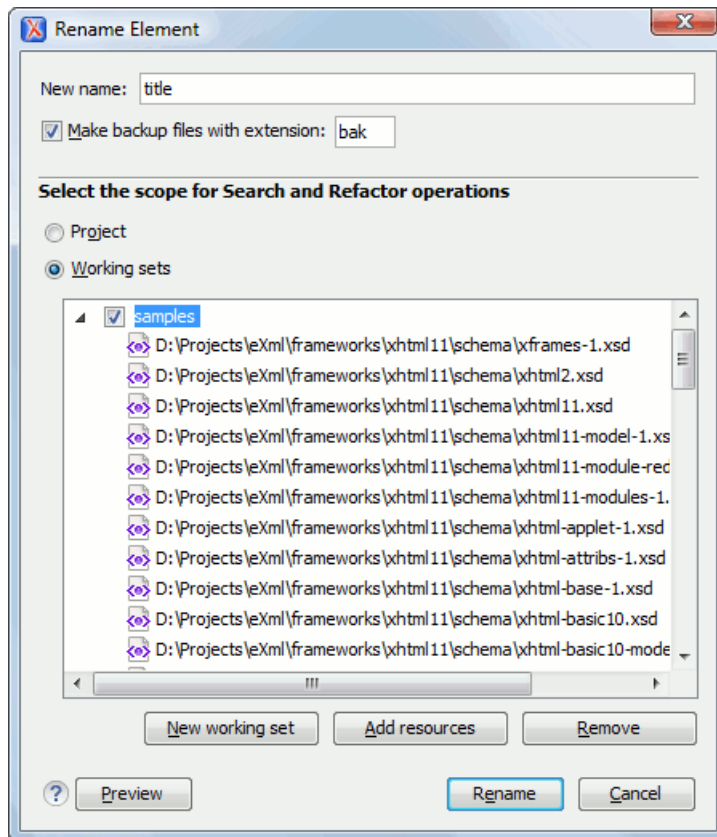 Rename Element
New name: title
Make backup files with extension: bak
Select the scope for Search and Refactor operations
Project
Working sets
samples
D:\Projects\eXml\frameworks\xhtml11\schema\xframes-1.xsd
D:\Projects\eXml\frameworks\xhtml11\schema\xhtml2.xsd
D:\Projects\eXml\frameworks\xhtml11\schema\xhtml11.xsd
D:\Projects\eXml\frameworks\xhtml11\schema\xhtml11-model-1.xs
D:\Projects\eXml\frameworks\xhtml11\schema\xhtml11-module-red
D:\Projects\eXml\frameworks\xhtml11\schema\xhtml11-modules-1.
D:\Projects\eXml\frameworks\xhtml11\schema\xhtml-applet-1.xsd
D:\Projects\eXml\frameworks\xhtml11\schema\xhtml-attribs-1.xsd
D:\Projects\eXml\frameworks\xhtml11\schema\xhtml-base-1.xsd
D:\Projects\eXml\frameworks\xhtml11\schema\xhtml-basic10.xsd
D:\Projects\eXml\frameworks\xhtml11\schema\xhtml-basic10-mode
New working set Add resources Remove
? Preview Rename Cancel